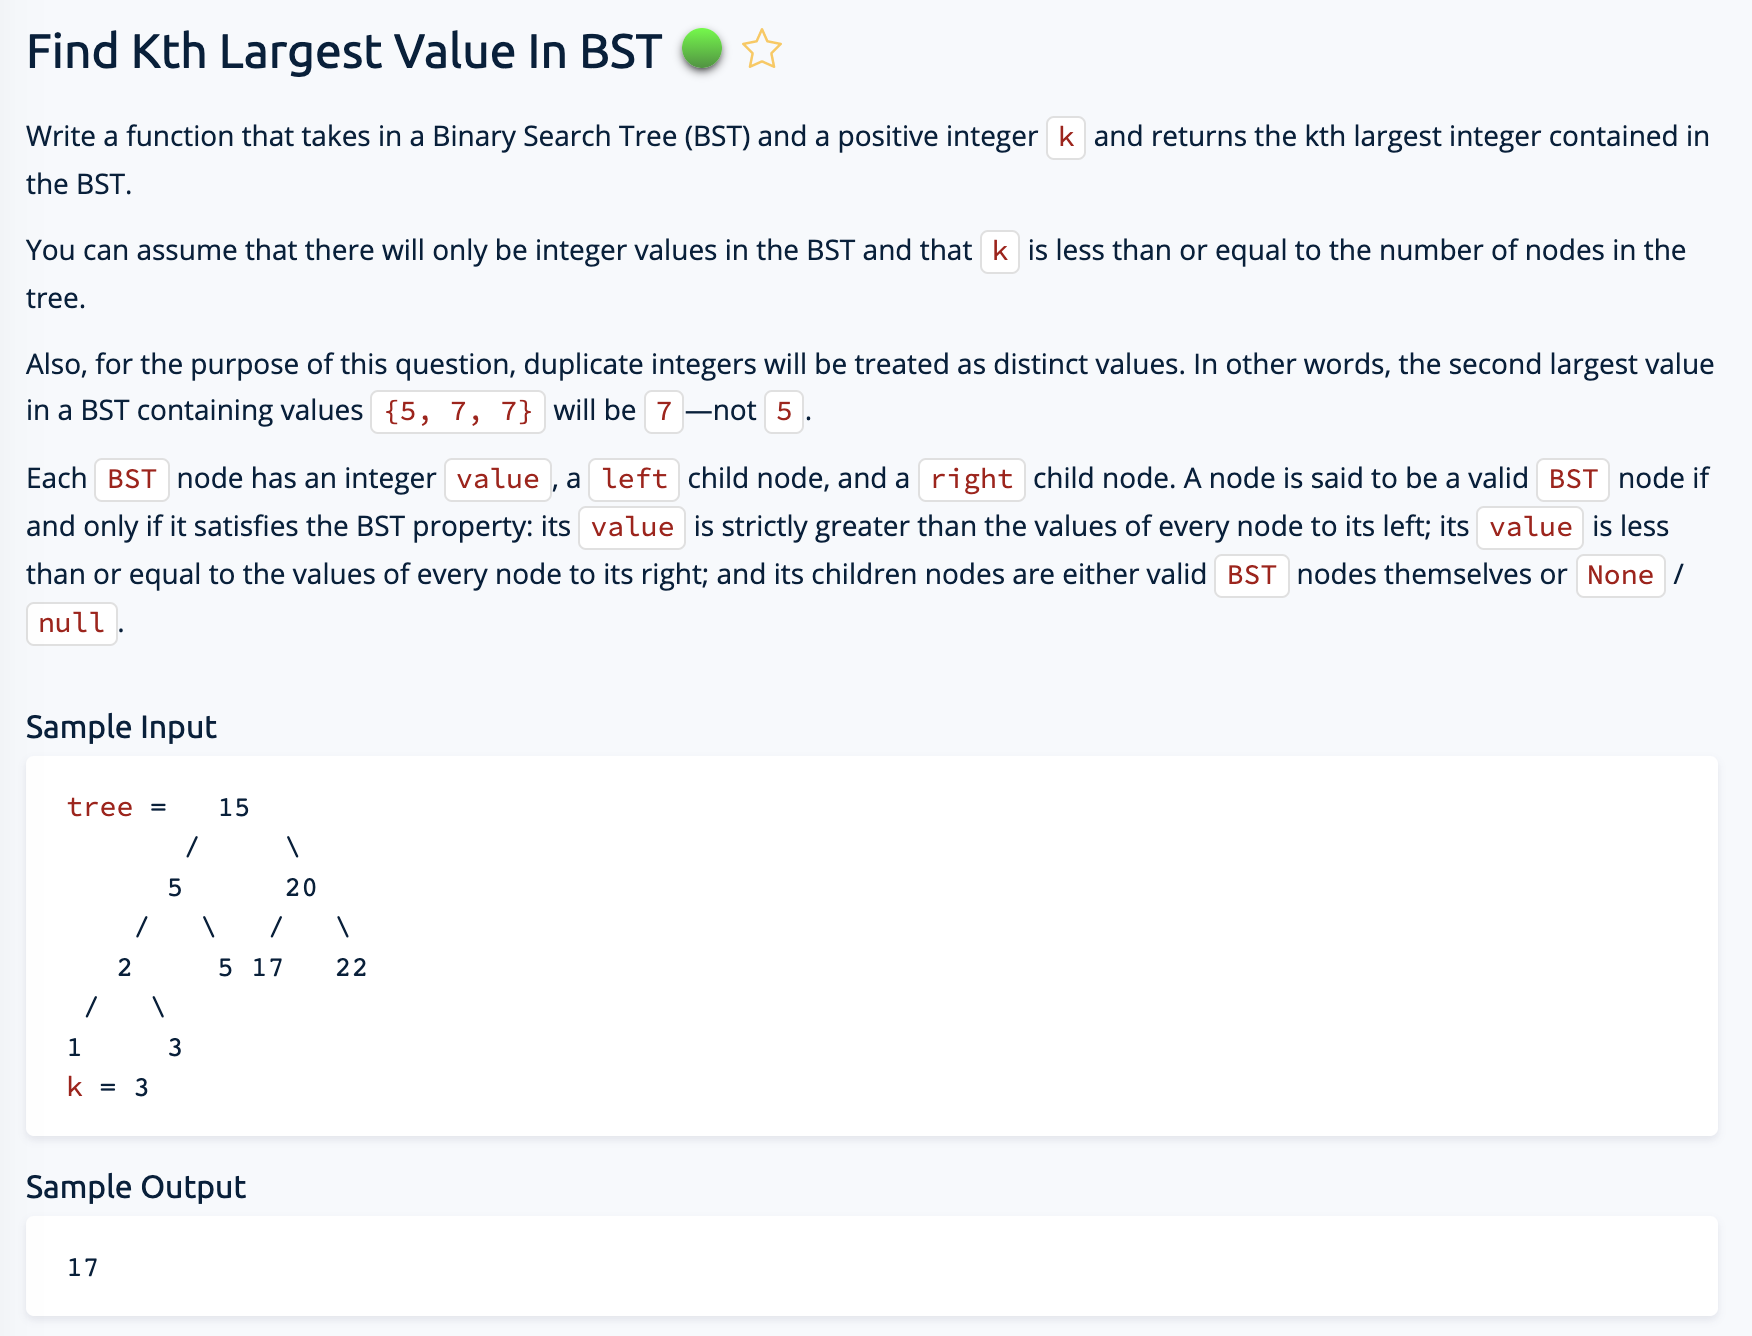 Find Kth Largest Value In BST
Write a function that takes in a Binary Search Tree (BST) and a positive integer k and returns the kth largest integer contained in
the BST.
You can assume that there will only be integer values in the BST and that k is less than or equal to the number of nodes in the
tree.
Also, for the purpose of this question, duplicate integers will be treated as distinct values. In other words, the second largest value
in a BST containing values {5, 7, 7} will be 7—not 5.
Each BST node has an integer value, a left child node, and a right child node. A node is said to be a valid BST node if
and only if it satisfies the BST property: its value is strictly greater than the values of every node to its left; its value is less
than or equal to the values of every node to its right; and its children nodes are either valid BST nodes themselves or None /
null.
Sample Input
tree =   15
       /     \
      5      20
    /   \   /   \
   2     5 17   22
 /   \
1     3
k = 3
Sample Output
17